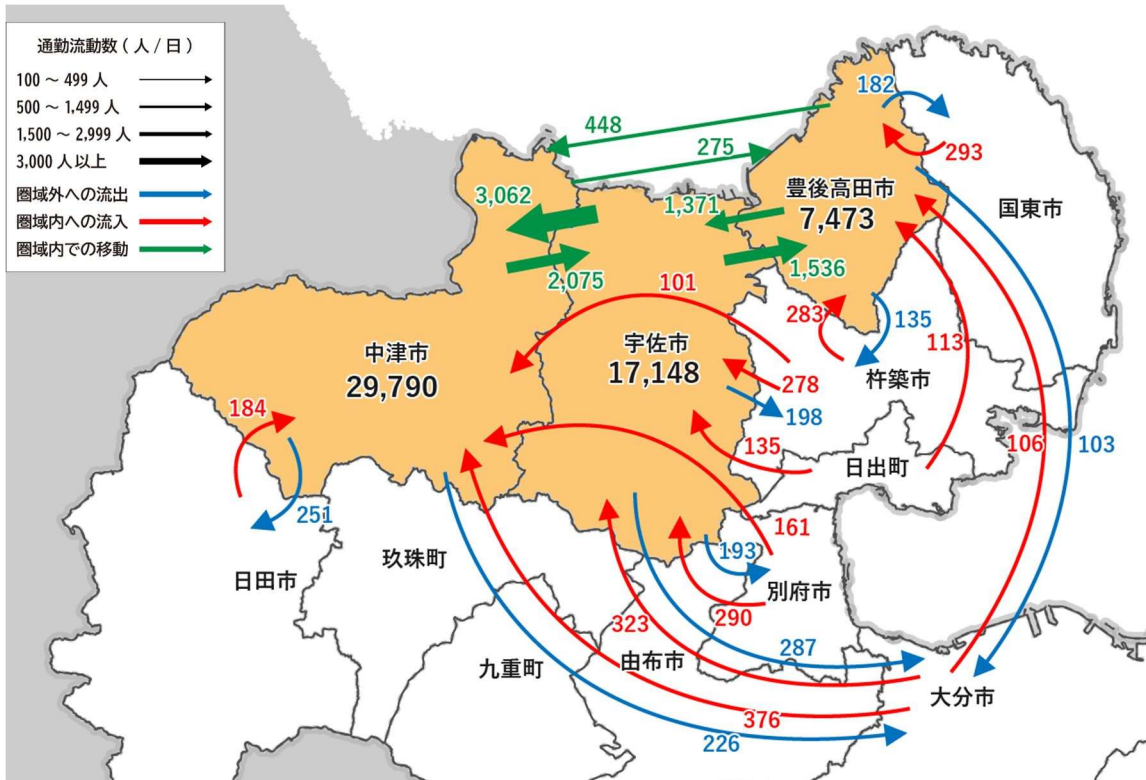 通勤流動数 ( 人 / 日 )
100 ～ 499 人
500 ～ 1,499 人
1,500 ～ 2,999 人
3,000 人以上
圏域外への流出
圏域内への流入
圏域内での移動
182
448
275
293
3,062
1,371
豊後高田市
7,473
国東市
2,075
1,536
101
283
135
113
中津市
29,790
宇佐市
17,148
278
杵築市
198
184
135
日出町
106
103
251
161
193
玖珠町
日田市
別府市
290
323
287
由布市
九重町
大分市
376
226